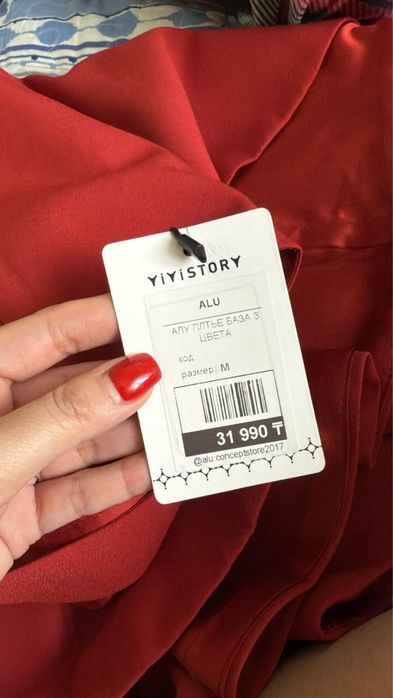 YiYiSTORY
ALU
АЛУ ПЛТЬЕ БАЗА 3
ЦВЕТА
код:
размер: M
31 990 ₸
@alu.conceptstore2017